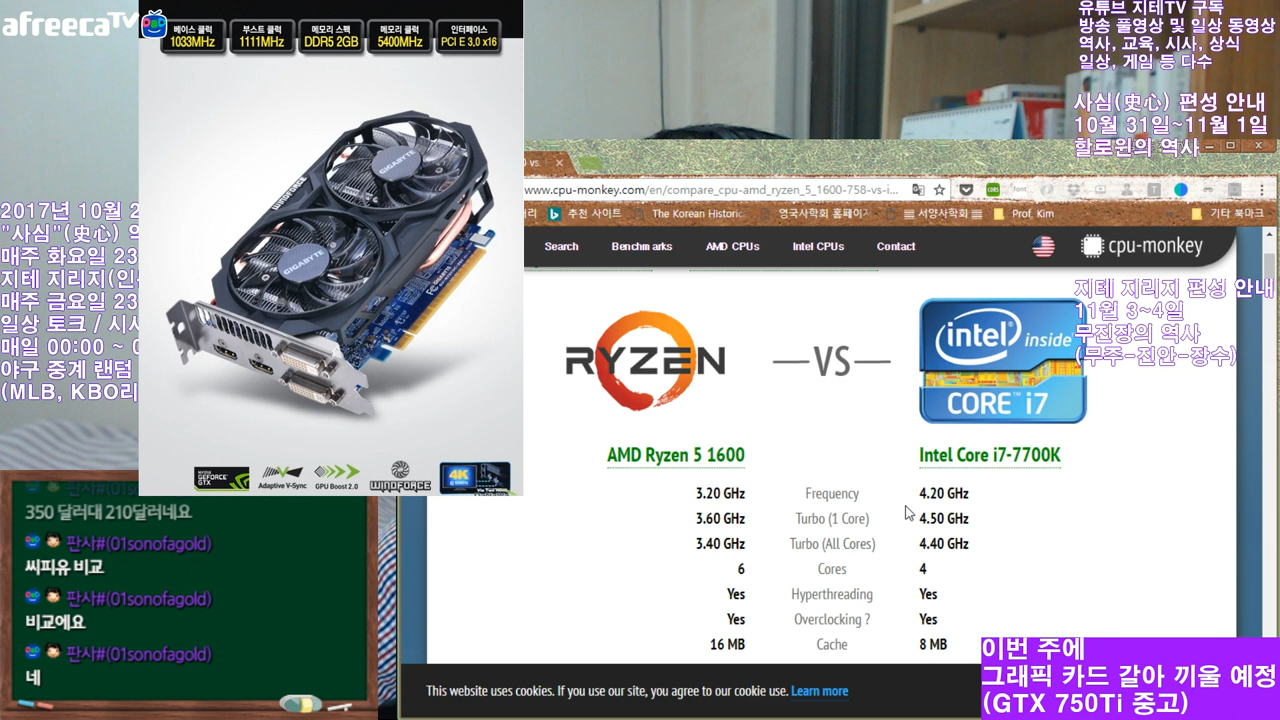 afreecaTV
베이스 클럭
1033MHz
부스트 클럭
1111MHz
메모리 스펙
DDR5 2GB
메모리 클럭
5400MHz
인터페이스
PCI E 3.0 x16
GIGABYTE
WINDFORCE
GIGABYTE
GEFORCE
GTX
Adaptive V-Sync
GPU Boost 2.0
WINDFORCE
4K
유튜브 지테TV 구독
방송 풀영상 및 일상 동영상
역사, 교육, 시사, 상식
일상, 게임 등 다수
사심(史心) 편성 안내
10월 31일~11월 1일
할로윈의 역사
2017년 10월 2
"사심"(史心)
매주 화요일 23
지테 지리지(인
매주 금요일 23
일상 토크 / 시사
매일 00:00 ~
야구 중계 랜덤
(MLB, KBO리
vs.
www.cpu-monkey.com/en/compare_cpu-amd_ryzen_5_1600-758-vs-i...
추천 사이트
The Korean Historic
영국사학회 홈페이지
서양사학회
Prof. Kim
기타 북마크
Search
Benchmarks
AMD CPUs
Intel CPUs
Contact
cpu-monkey
지테 지리지 편성 안내
11월 3~4일
무진장의 역사
(무주-진안-장수)
RYZEN
VS
intel inside
CORE i7
AMD Ryzen 5 1600
Intel Core i7-7700K
3.20 GHz Frequency 4.20 GHz
3.60 GHz Turbo (1 Core) 4.50 GHz
3.40 GHz Turbo (All Cores) 4.40 GHz
6 Cores 4
Yes Hyperthreading Yes
Yes Overclocking ? Yes
16 MB Cache 8 MB
This website uses cookies. If you use our site, you agree to our cookie use. Learn more
판사#(01sonofagold)
350 달러대 210달러네요
판사#(01sonofagold)
씨피유 비교
판사#(01sonofagold)
비교에요
판사#(01sonofagold)
네
이번 주에
그래픽 카드 갈아 끼울 예정
(GTX 750Ti 중고)